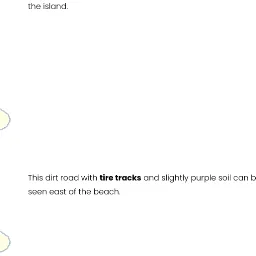 the island.
This dirt road with tire tracks and slightly purple soil can b
seen east of the beach.